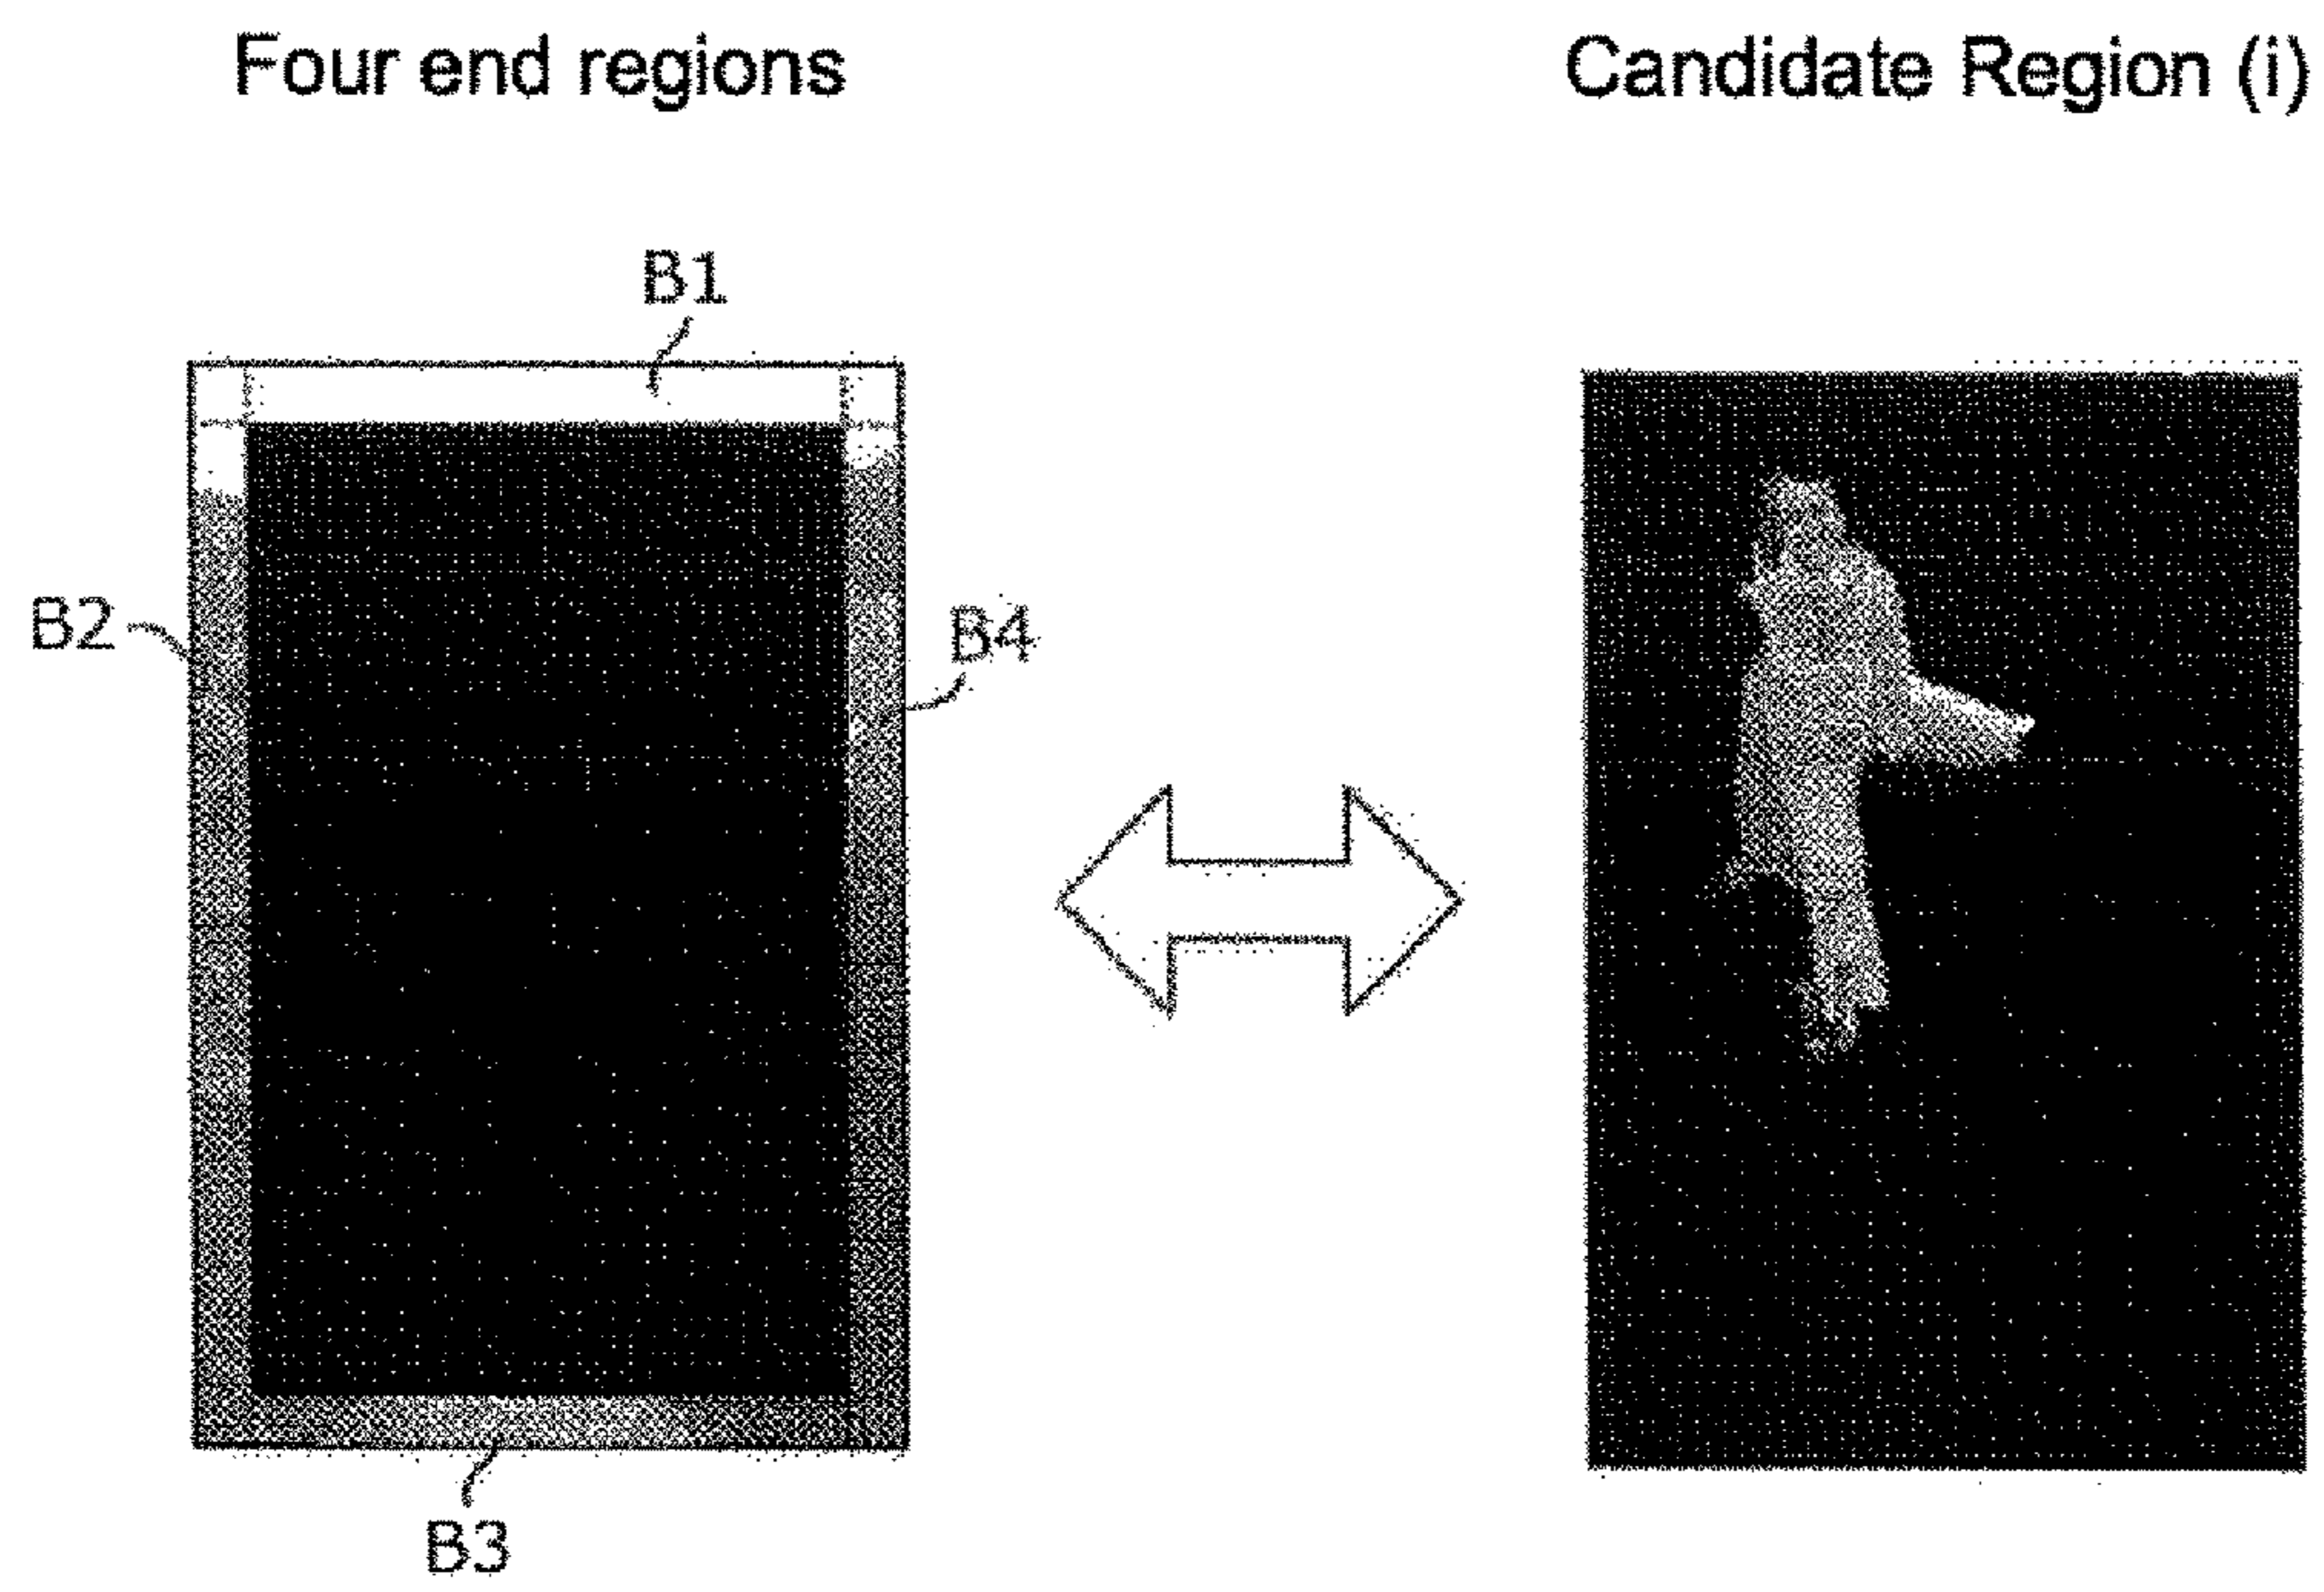 Four end regions
Candidate Region (i)
B1
B2
B4
B3